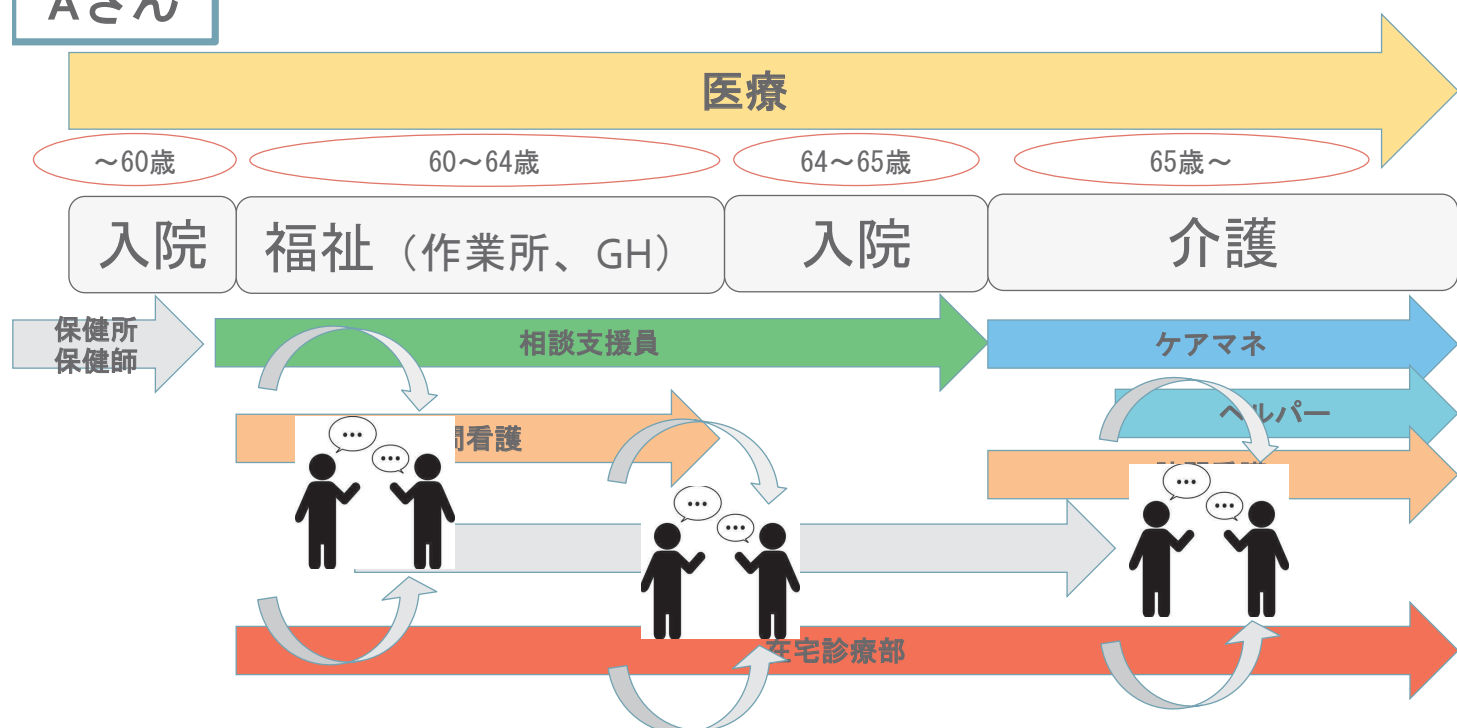 Aさん
医療
～60歳
60～64歳
64～65歳
65歳～
入院
福祉（作業所、GH）
入院
介護
保健所
保健師
相談支援員
ケアマネ
ヘルパー
看護
在宅診療部